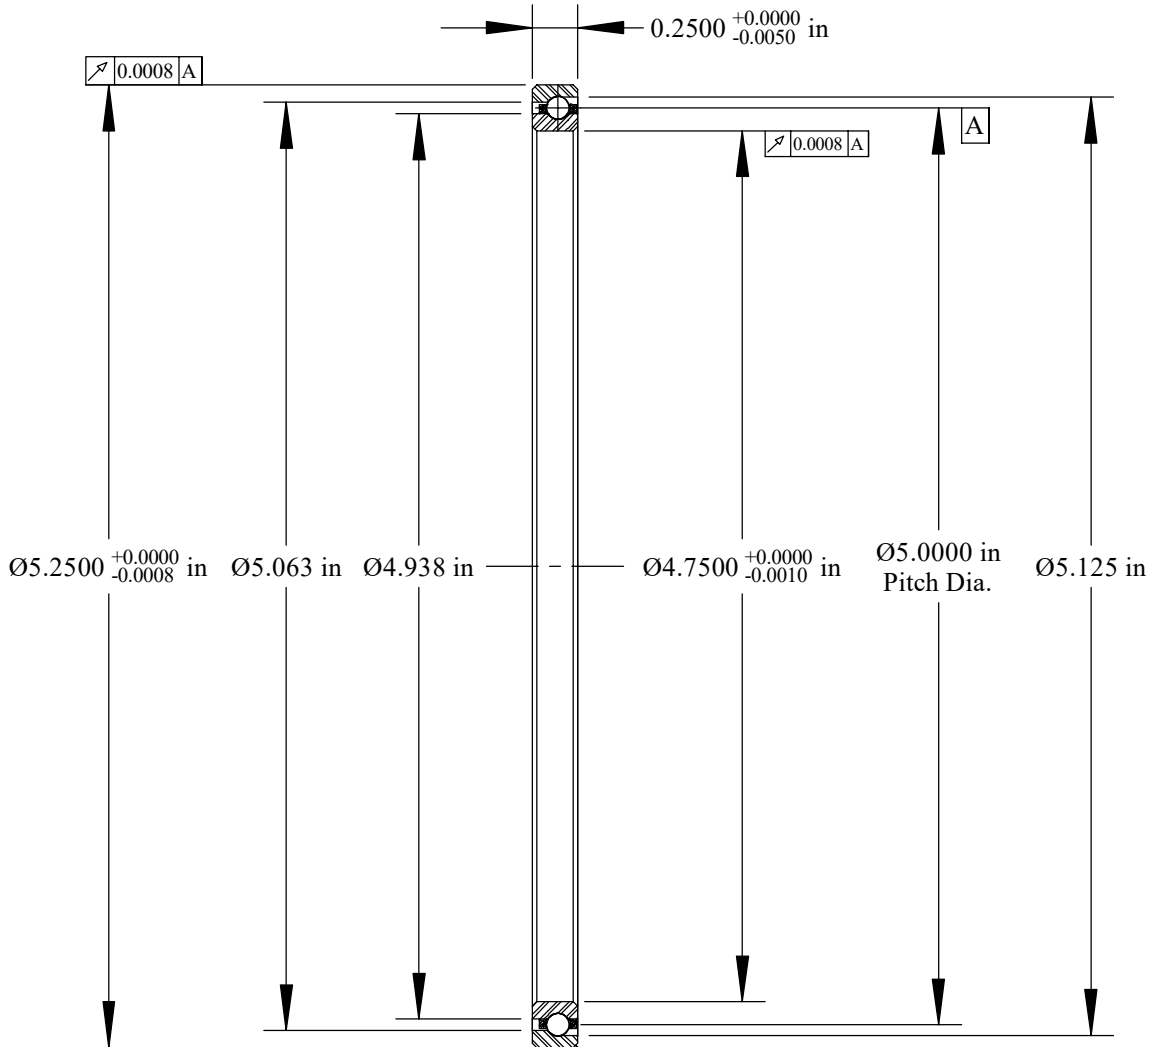 0.2500 +0.0000 -0.0050 in
0.0008 A
A
0.0008 A
Ø5.2500 +0.0000 -0.0008 in
Ø5.063 in
Ø4.938 in
Ø4.7500 +0.0000 -0.0010 in
Ø5.0000 in
Pitch Dia.
Ø5.125 in